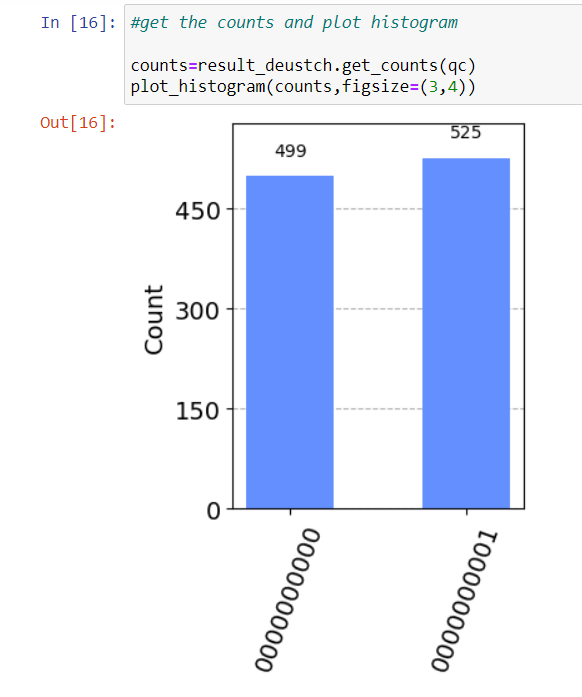 In [16]: #get the counts and plot histogram
counts=result_deustch.get_counts(qc)
plot_histogram(counts,figsize=(3,4))
Out[16]:
525
499
450
300
150
0
Count
0000000000
0000000001